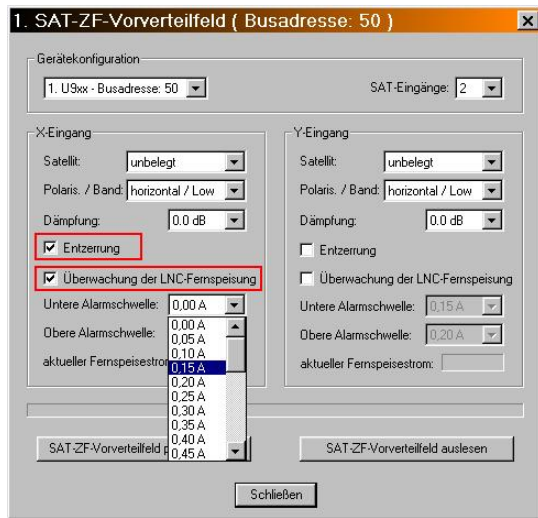 1. SAT-ZF-Vorverteilfeld ( Busadresse: 50 )
Gerätekonfiguration
1. U9xx - Busadresse: 50
SAT-Eingänge: 2
X-Eingang
Satellit: unbelegt
Polaris. / Band: horizontal / Low
Dämpfung: 0.0 dB
Entzerrung
Überwachung der LNC-Fernspeisung
Untere Alarmschwelle: 0,00 A
Obere Alarmschwelle:
aktueller Fernspeisestrom
0,00 A
0,05 A
0,10 A
0,15 A
0,20 A
0,25 A
0,30 A
0,35 A
0,40 A
0,45 A
Y-Eingang
Satellit: unbelegt
Polaris. / Band: horizontal / Low
Dämpfung: 0.0 dB
Entzerrung
Überwachung der LNC-Fernspeisung
Untere Alarmschwelle: 0,15 A
Obere Alarmschwelle: 0,20 A
aktueller Fernspeisestrom:
SAT-ZF-Vorverteilfeld
SAT-ZF-Vorverteilfeld auslesen
Schließen